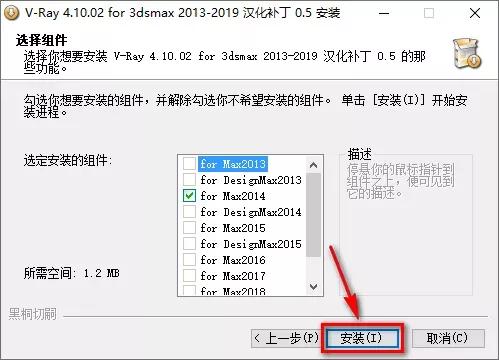 V-Ray 4.10.02 for 3dsmax 2013-2019 汉化补丁 0.5 安装
选择组件
选择你想要安装 V-Ray 4.10.02 for 3dsmax 2013-2019 汉化补丁 0.5 的那
些功能。
勾选你想要安装的组件，并解除勾选你不希望安装的组件。 单击 [安装(I)] 开始安
装进程。
选定安装的组件:
for Max2013
for DesignMax2013
for Max2014
for DesignMax2014
for Max2015
for DesignMax2015
for Max2016
for Max2017
for Max2018
描述
停悬你的鼠标指针到
组件之上，便可见到
它的描述。
所需空间: 1.2 MB
黑桐切嗣
< 上一步(P)
安装(I)
取消(C)